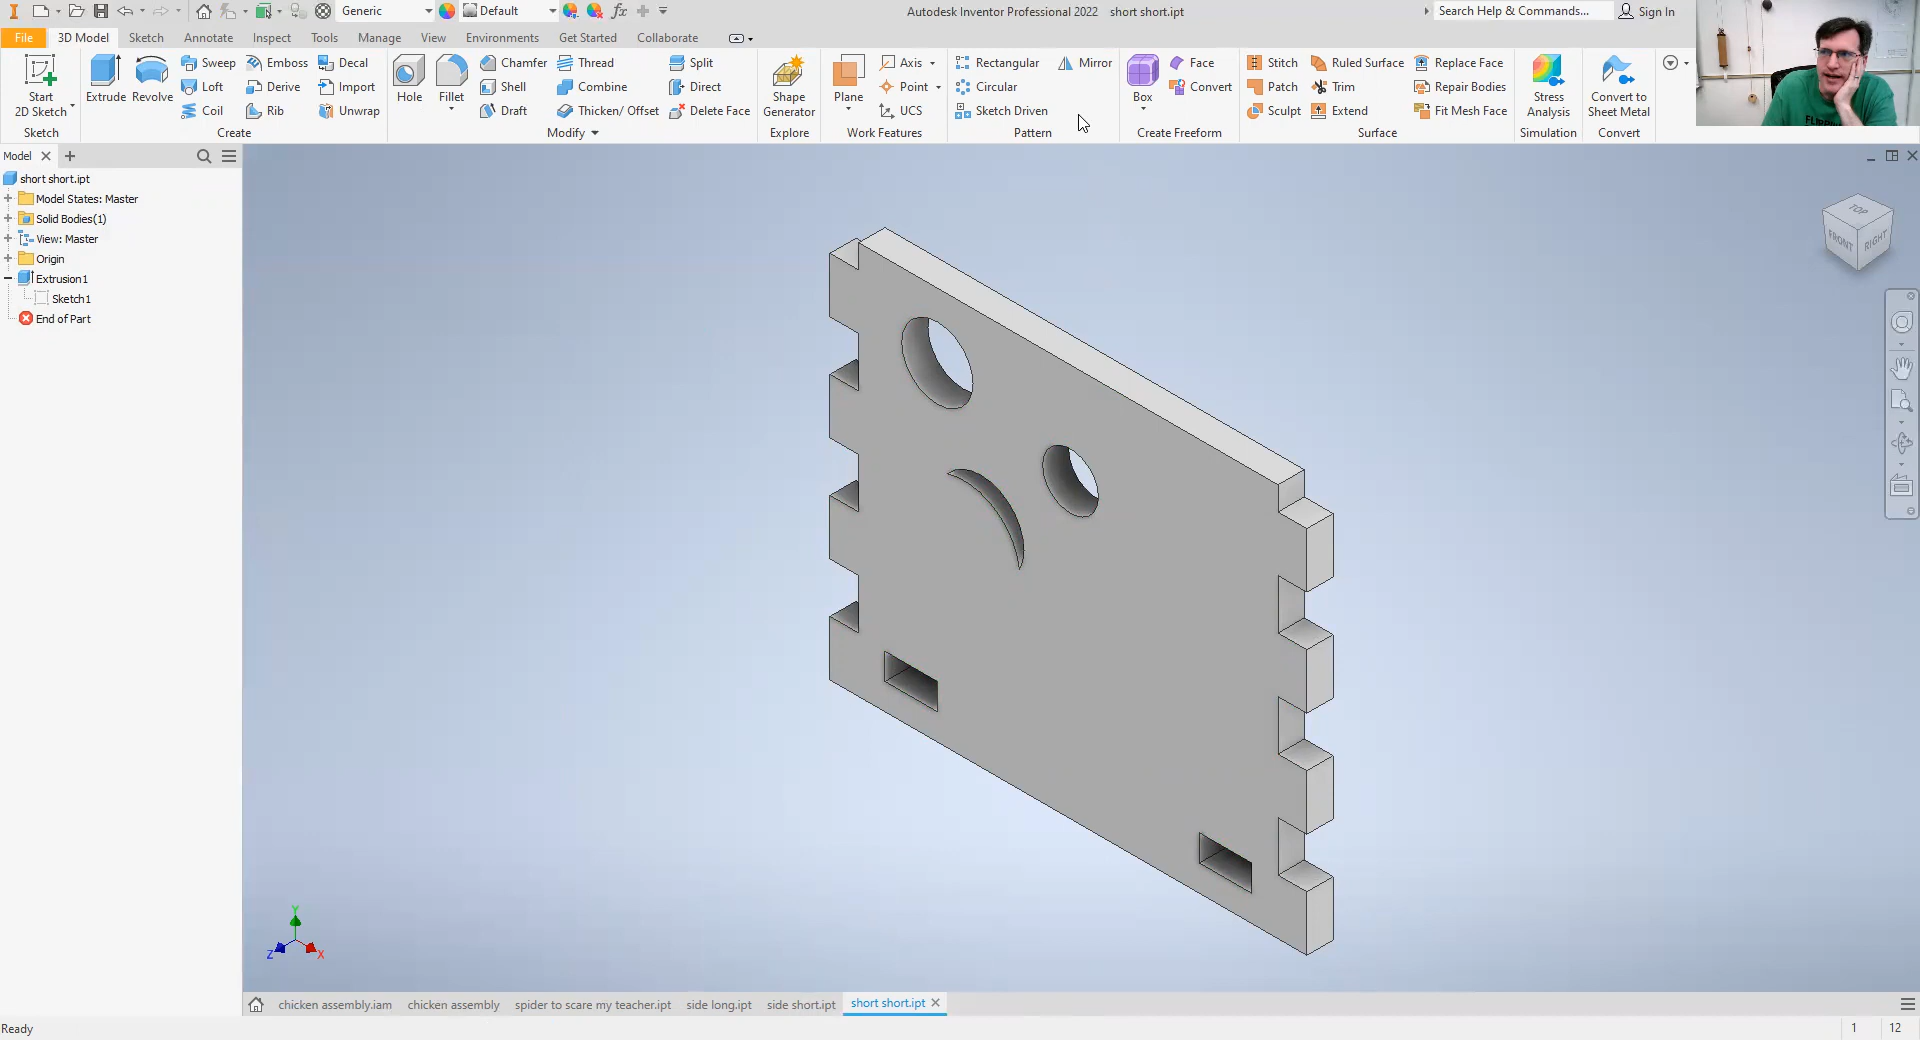 Generic
Default
fx
Autodesk Inventor Professional 2022 short short.ipt
Search Help & Commands...
Sign In
File 3D Model Sketch Annotate Inspect Tools Manage View Environments Get Started Collaborate
Start
2D Sketch
Extrude Revolve
Sweep Emboss Decal
Loft Derive Import
Coil Rib Unwrap
Hole Fillet
Chamfer Thread Split
Shell Combine Direct
Draft Thicken/ Offset Delete Face
Shape
Generator
Plane
Axis
Point
UCS
Rectangular Mirror
Circular
Sketch Driven
Box
Face
Convert
Stitch Ruled Surface Replace Face
Patch Trim Repair Bodies
Sculpt Extend Fit Mesh Face
Stress
Analysis
Convert to
Sheet Metal
Sketch Create Modify Explore Work Features Pattern Create Freeform Surface Simulation Convert
Model
short short.ipt
Model States: Master
Solid Bodies(1)
View: Master
Origin
Extrusion1
Sketch1
End of Part
TOP
FRONT
RIGHT
FLIPPIN
Y
Z
X
chicken assembly.iam chicken assembly spider to scare my teacher.ipt side long.ipt side short.ipt short short.ipt
Ready
1 12